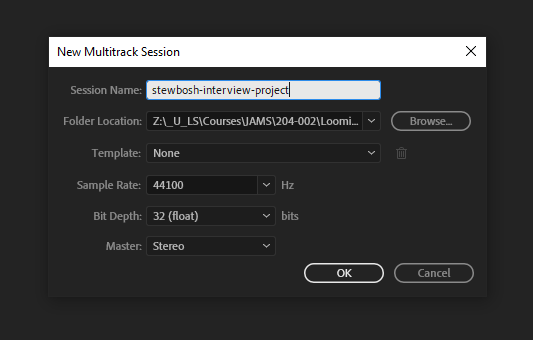 New Multitrack Session
Session Name: stewbosh-interview-project
Folder Location: Z:\_U_LS\Courses\JAMS\204-002\Loomi... Browse...
Template: None
Sample Rate: 44100 Hz
Bit Depth: 32 (float) bits
Master: Stereo
OK Cancel